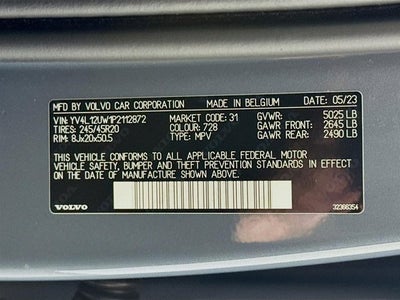 MFD BY VOLVO CAR CORPORATION MADE IN BELGIUM DATE: 05/23
VIN: YV4L12UW1P2112872 MARKET CODE: 31 GVWR: 5025 LB
TIRES: 245/45R20 COLOUR: 728 GAWR FRONT: 2645 LB
RIM: 8Jx20x50.5 TYPE: MPV GAWR REAR: 2490 LB
THIS VEHICLE CONFORMS TO ALL APPLICABLE FEDERAL MOTOR
VEHICLE SAFETY, BUMPER AND THEFT PREVENTION STANDARDS IN EFFECT
ON THE DATE OF MANUFACTURE SHOWN ABOVE.
VOLVO 32366354